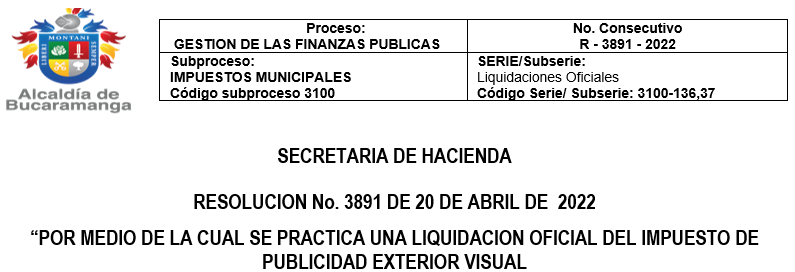 LIBERI MONTANI SEMPER
Alcaldía de
Bucaramanga
Proceso:
GESTION DE LAS FINANZAS PUBLICAS
No. Consecutivo
R - 3891 - 2022
Subproceso:
IMPUESTOS MUNICIPALES
Código subproceso 3100
SERIE/Subserie:
Liquidaciones Oficiales
Código Serie/ Subserie: 3100-136,37
SECRETARIA DE HACIENDA
RESOLUCION No. 3891 DE 20 DE ABRIL DE 2022
“POR MEDIO DE LA CUAL SE PRACTICA UNA LIQUIDACION OFICIAL DEL IMPUESTO DE
PUBLICIDAD EXTERIOR VISUAL